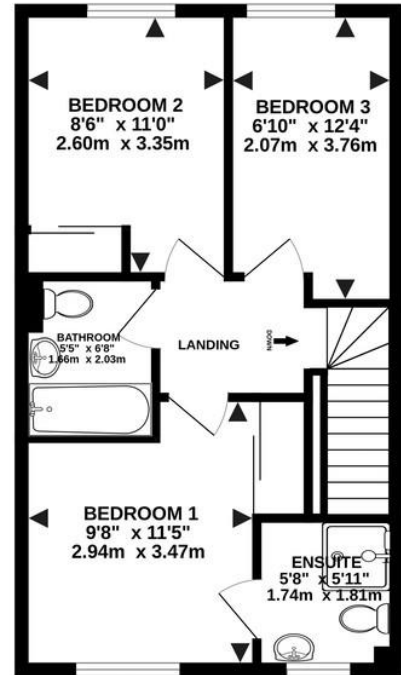 BEDROOM 2
8'6" x 11'0"
2.60m x 3.35m
BEDROOM 3
6'10" x 12'4"
2.07m x 3.76m
BATHROOM
5'5" x 6'8"
1.66m x 2.03m
LANDING
DOWN
BEDROOM 1
9'8" x 11'5"
2.94m x 3.47m
ENSUITE
5'8" x 5'11"
1.74m x 1.81m